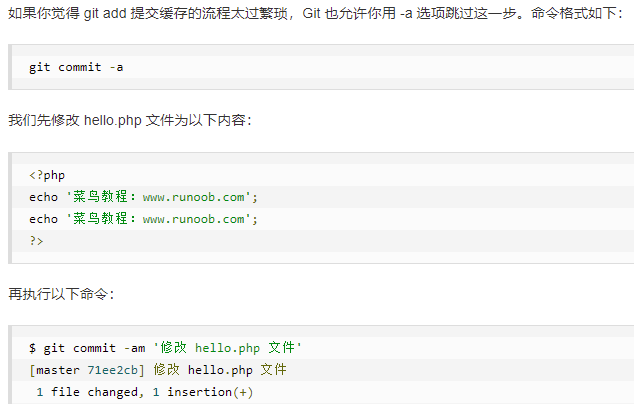 如果你觉得 git add 提交缓存的流程太过繁琐，Git 也允许你用 -a 选项跳过这一步。命令格式如下：
git commit -a
我们先修改 hello.php 文件为以下内容：
<?php
echo '菜鸟教程：www.runoob.com';
echo '菜鸟教程：www.runoob.com';
?>
再执行以下命令：
$ git commit -am '修改 hello.php 文件'
[master 71ee2cb] 修改 hello.php 文件
 1 file changed, 1 insertion(+)